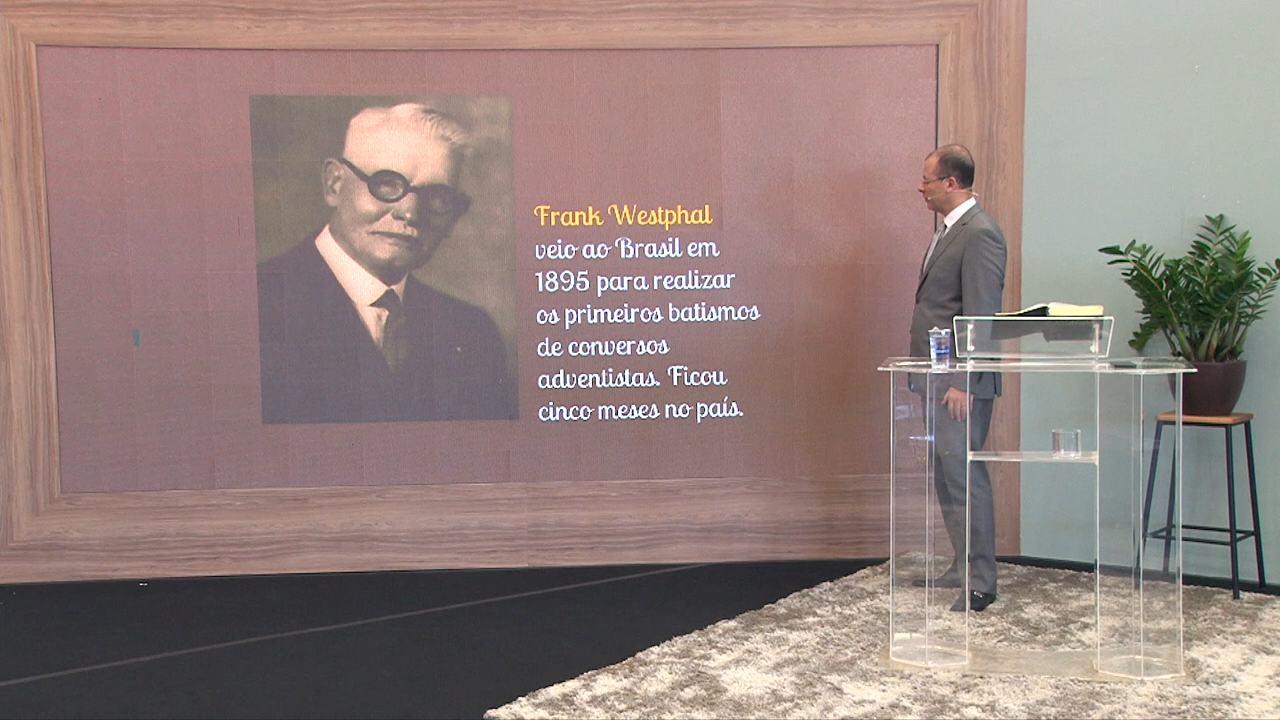 Frank Westphal
veio ao Brasil em
1895 para realizar
os primeiros batismos
de conversos
adventistas. Ficou
cinco meses no país.